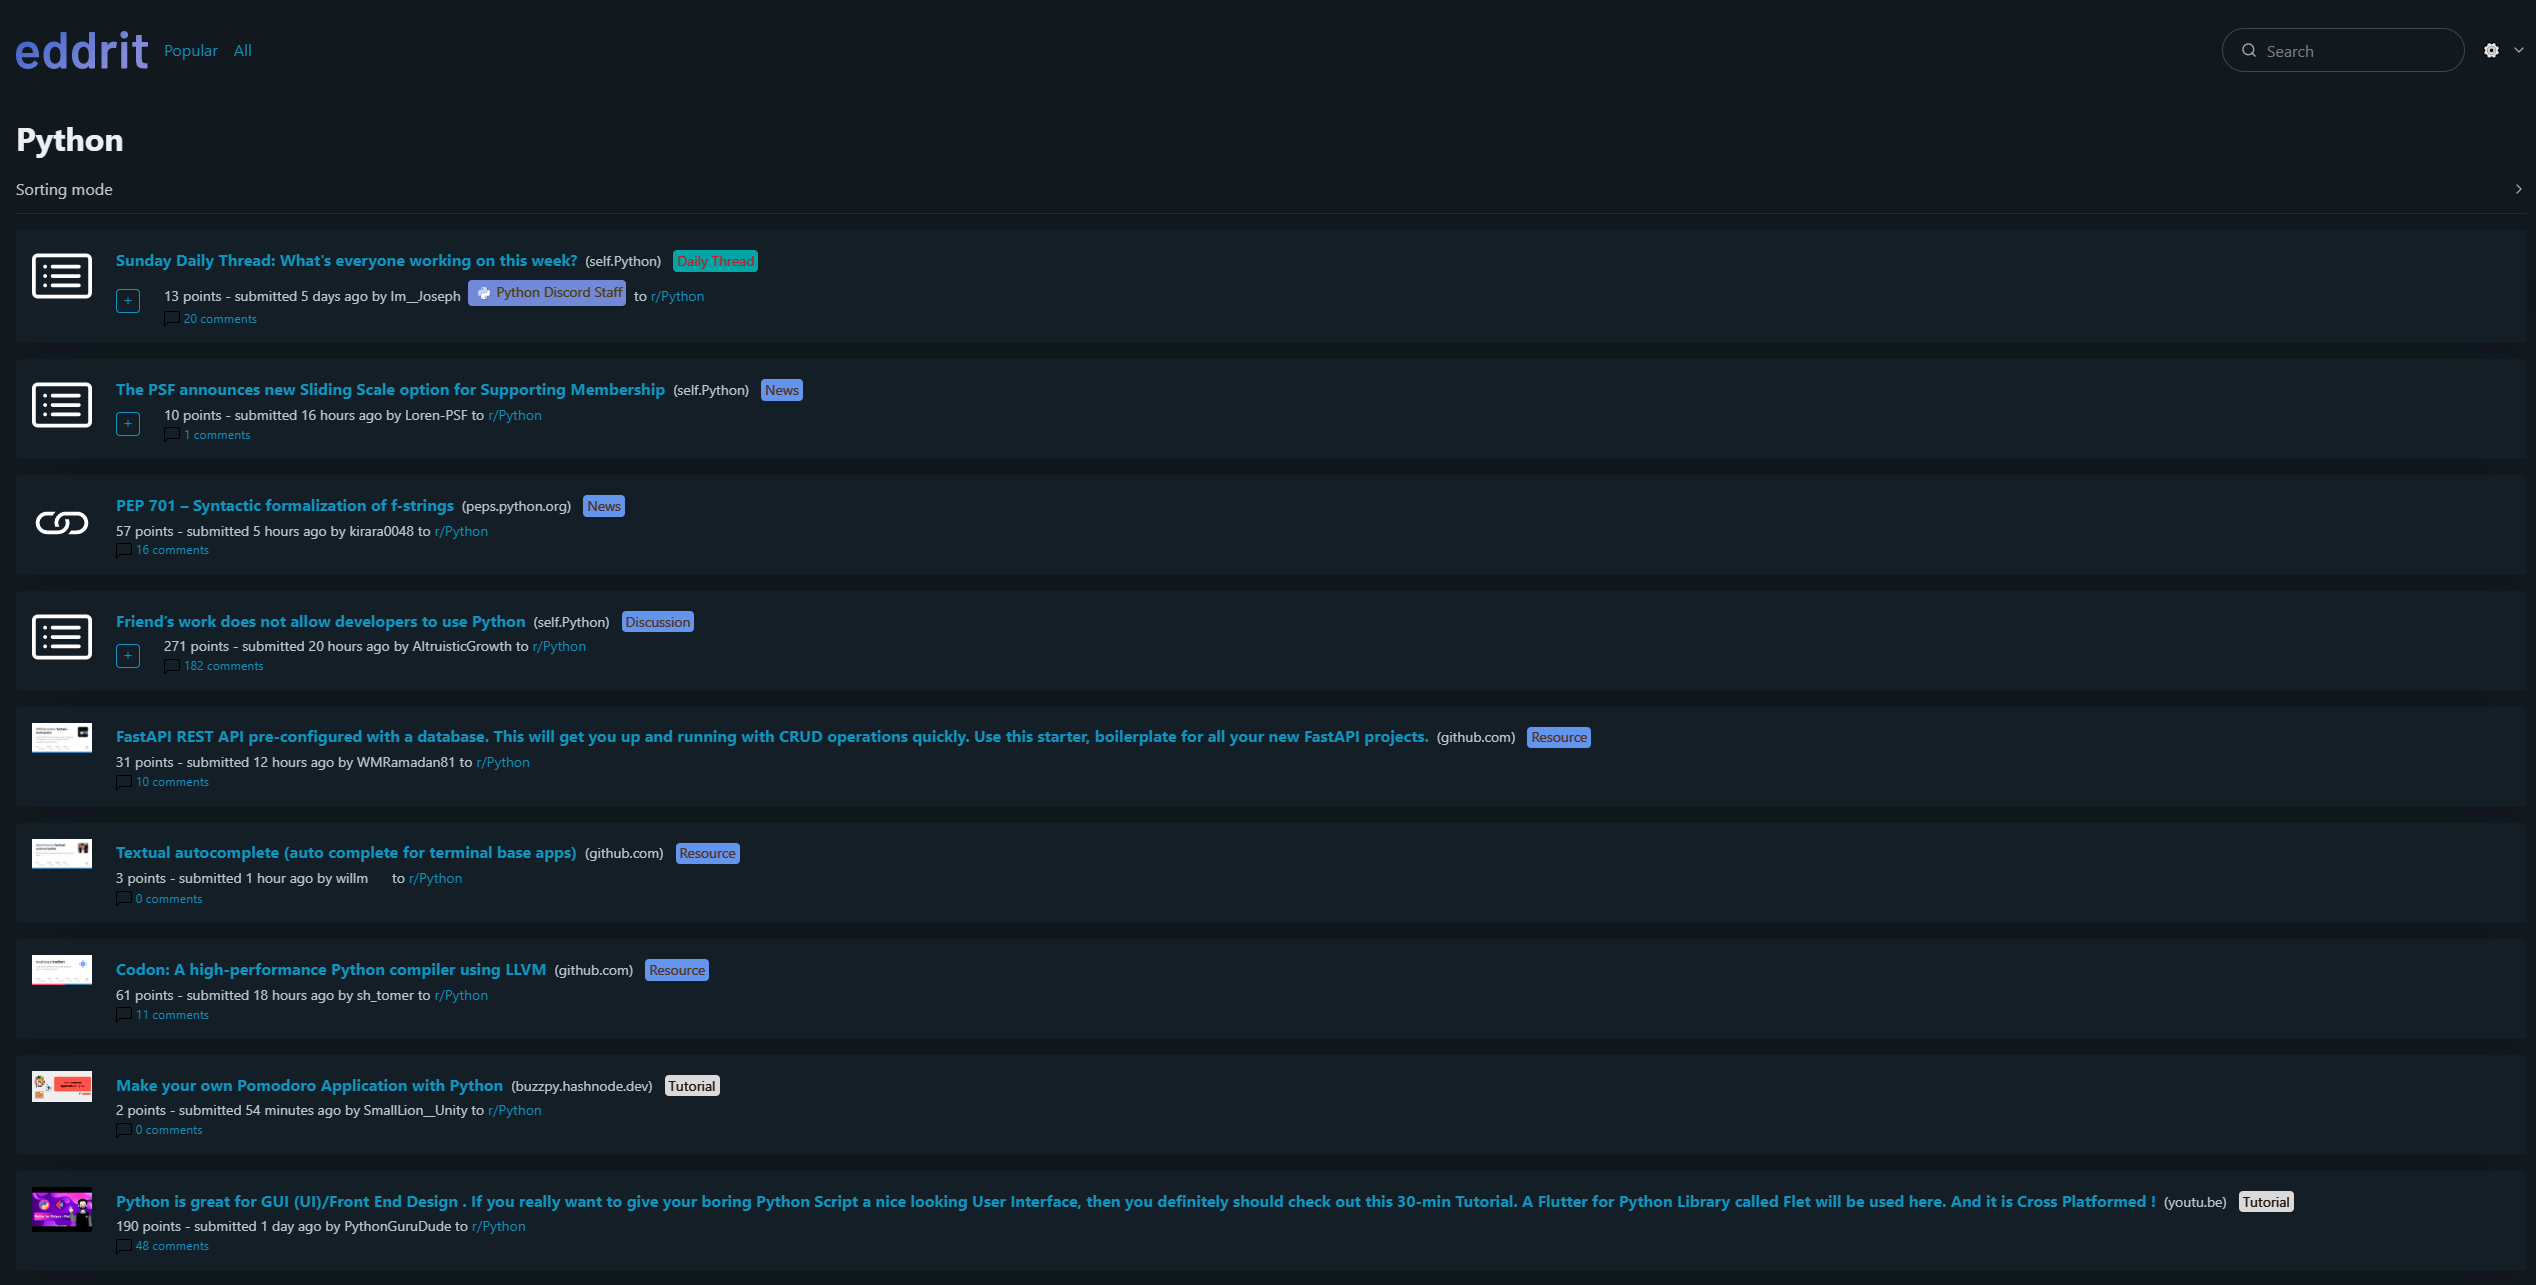 eddrit Popular All Search
Python
Sorting mode
Sunday Daily Thread: What's everyone working on this week? (self.Python) Daily Thread
+ 13 points - submitted 5 days ago by Im__Joseph Python Discord Staff to r/Python
20 comments
The PSF announces new Sliding Scale option for Supporting Membership (self.Python) News
+ 10 points - submitted 16 hours ago by Loren-PSF to r/Python
1 comments
PEP 701 – Syntactic formalization of f-strings (peps.python.org) News
57 points - submitted 5 hours ago by kirara0048 to r/Python
16 comments
Friend’s work does not allow developers to use Python (self.Python) Discussion
+ 271 points - submitted 20 hours ago by AltruisticGrowth to r/Python
182 comments
FastAPI REST API pre-configured with a database. This will get you up and running with CRUD operations quickly. Use this starter, boilerplate for all your new FastAPI projects. (github.com) Resource
31 points - submitted 12 hours ago by WMRamadan81 to r/Python
10 comments
Textual autocomplete (auto complete for terminal base apps) (github.com) Resource
3 points - submitted 1 hour ago by willm to r/Python
0 comments
Codon: A high-performance Python compiler using LLVM (github.com) Resource
61 points - submitted 18 hours ago by sh_tomer to r/Python
11 comments
Make your own Pomodoro Application with Python (buzzpy.hashnode.dev) Tutorial
2 points - submitted 54 minutes ago by SmallLion__Unity to r/Python
0 comments
Python is great for GUI (UI)/Front End Design . If you really want to give your boring Python Script a nice looking User Interface, then you definitely should check out this 30-min Tutorial. A Flutter for Python Library called Flet will be used here. And it is Cross Platformed ! (youtu.be) Tutorial
190 points - submitted 1 day ago by PythonGuruDude to r/Python
48 comments